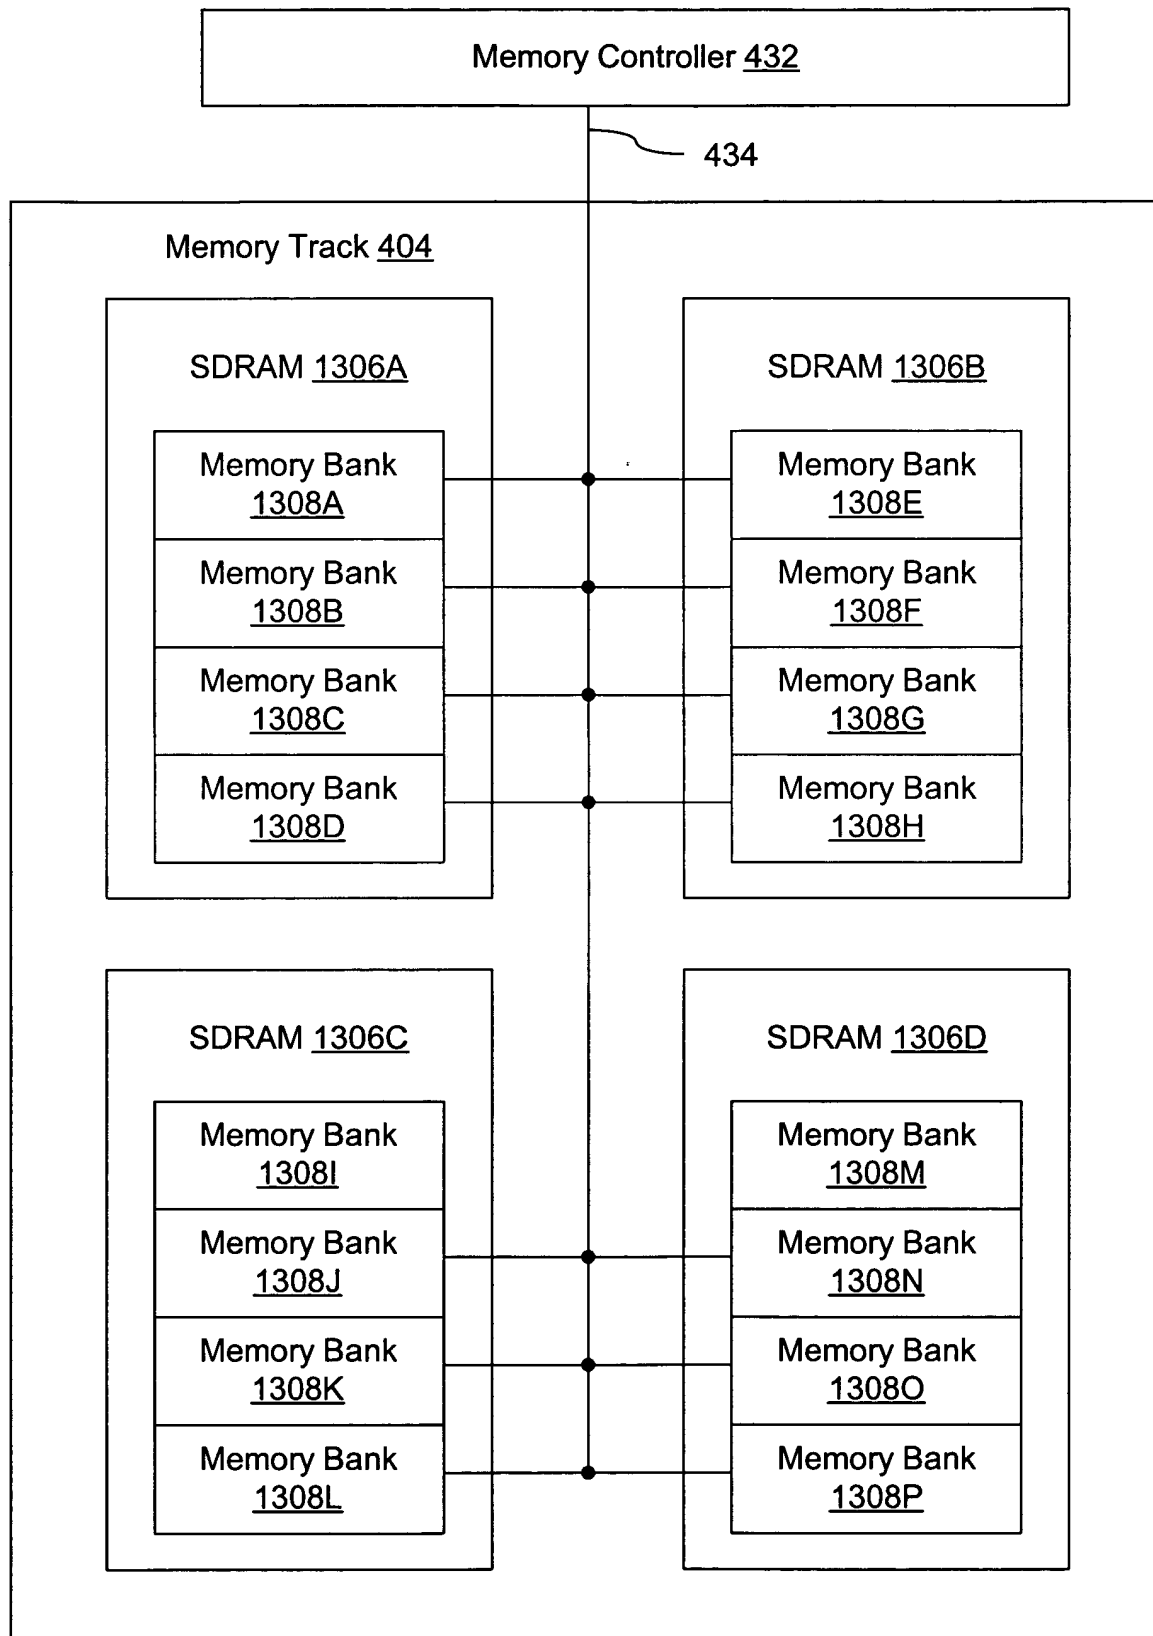 Memory Controller 432
434
Memory Track 404
SDRAM 1306A
Memory Bank
1308A
Memory Bank
1308B
Memory Bank
1308C
Memory Bank
1308D
SDRAM 1306B
Memory Bank
1308E
Memory Bank
1308F
Memory Bank
1308G
Memory Bank
1308H
SDRAM 1306C
Memory Bank
1308I
Memory Bank
1308J
Memory Bank
1308K
Memory Bank
1308L
SDRAM 1306D
Memory Bank
1308M
Memory Bank
1308N
Memory Bank
1308O
Memory Bank
1308P